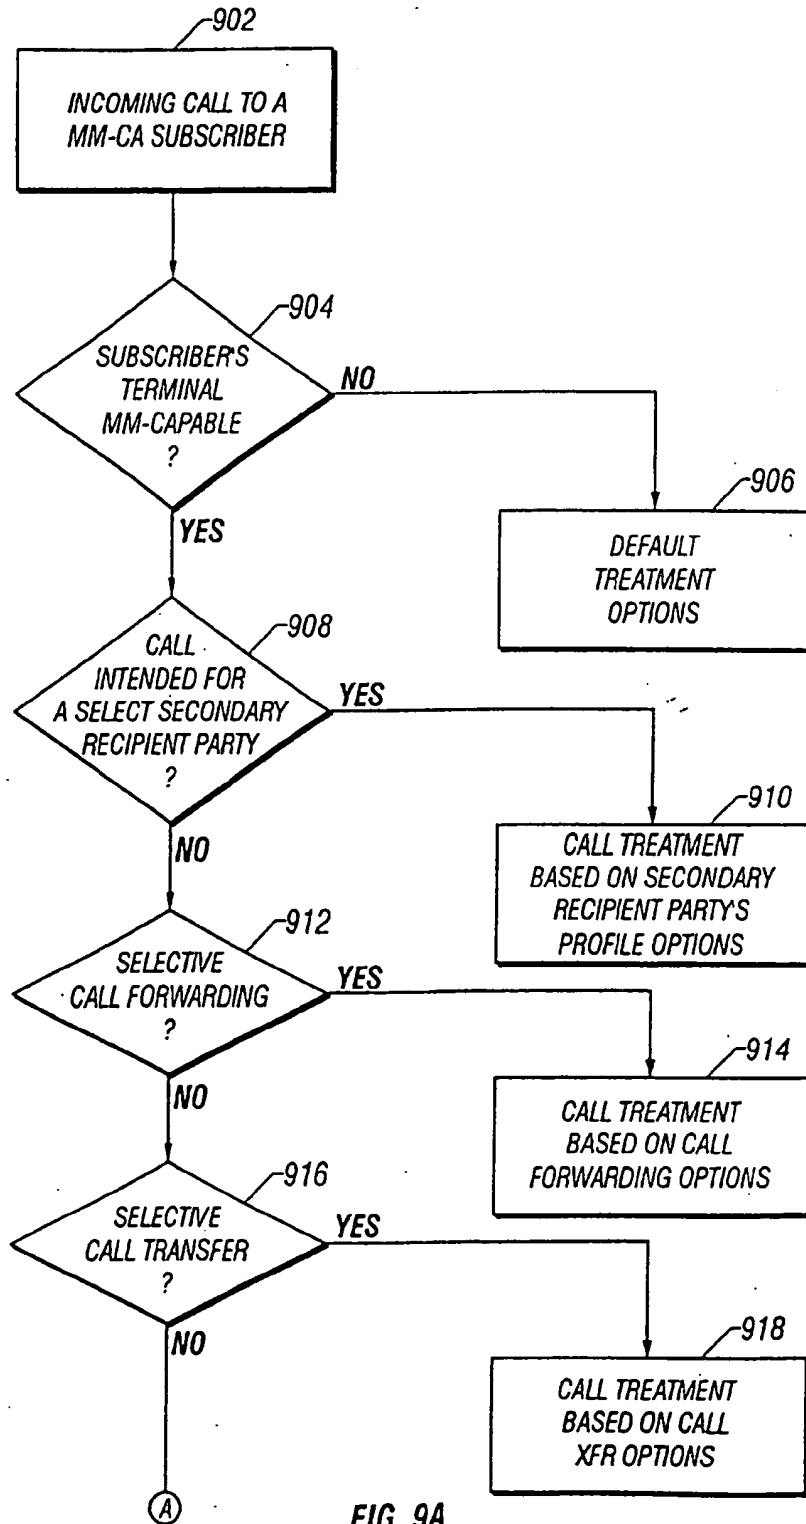 902
INCOMING CALL TO A
MM-CA SUBSCRIBER
904
SUBSCRIBER'S
TERMINAL
MM-CAPABLE
?
NO
YES
906
DEFAULT
TREATMENT
OPTIONS
908
CALL
INTENDED FOR
A SELECT SECONDARY
RECIPIENT PARTY
?
YES
NO
910
CALL TREATMENT
BASED ON SECONDARY
RECIPIENT PARTY'S
PROFILE OPTIONS
912
SELECTIVE
CALL FORWARDING
?
YES
NO
914
CALL TREATMENT
BASED ON CALL
FORWARDING OPTIONS
916
SELECTIVE
CALL TRANSFER
?
YES
NO
918
CALL TREATMENT
BASED ON CALL
XFR OPTIONS
A
FIG. 9A